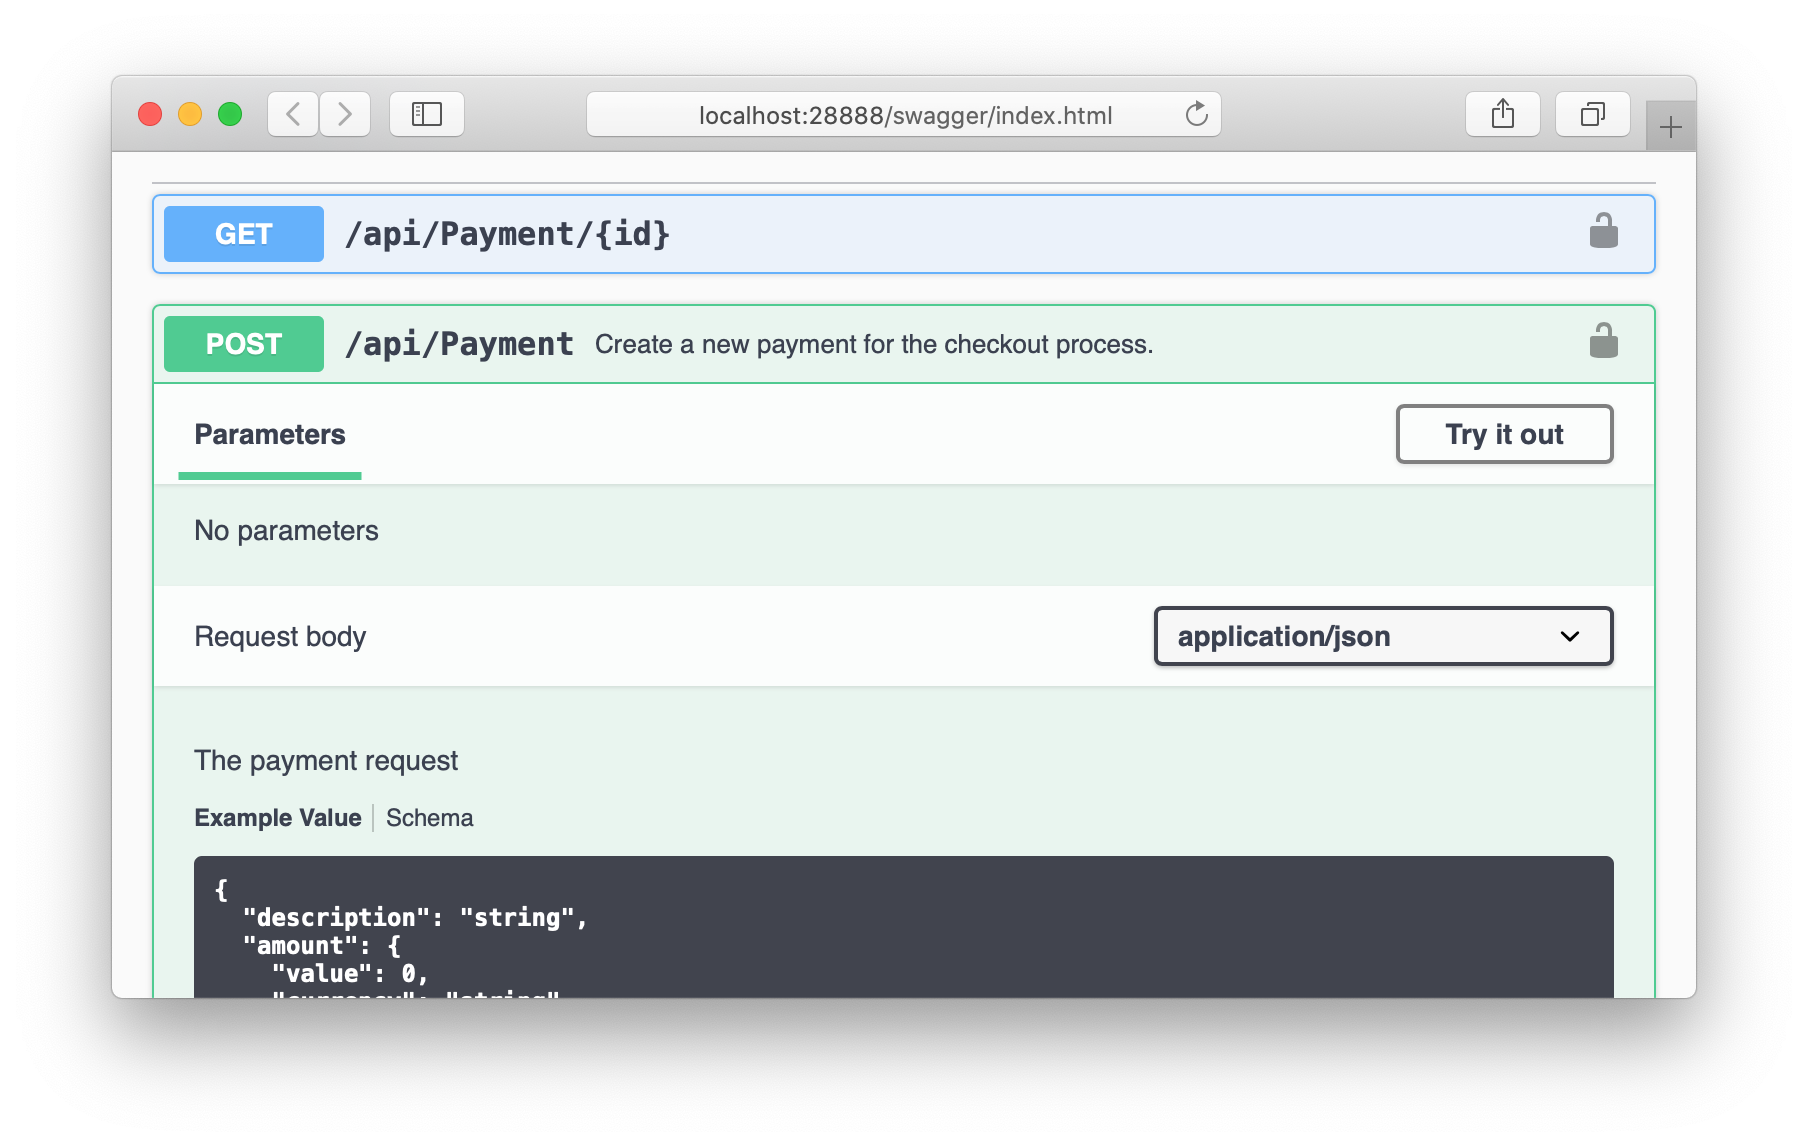 localhost:28888/swagger/index.html
GET /api/Payment/{id}
POST /api/Payment Create a new payment for the checkout process.
Parameters Try it out
No parameters
Request body application/json
The payment request
Example Value Schema
{
"description": "string",
"amount": {
"value": 0,
"currency": "string"